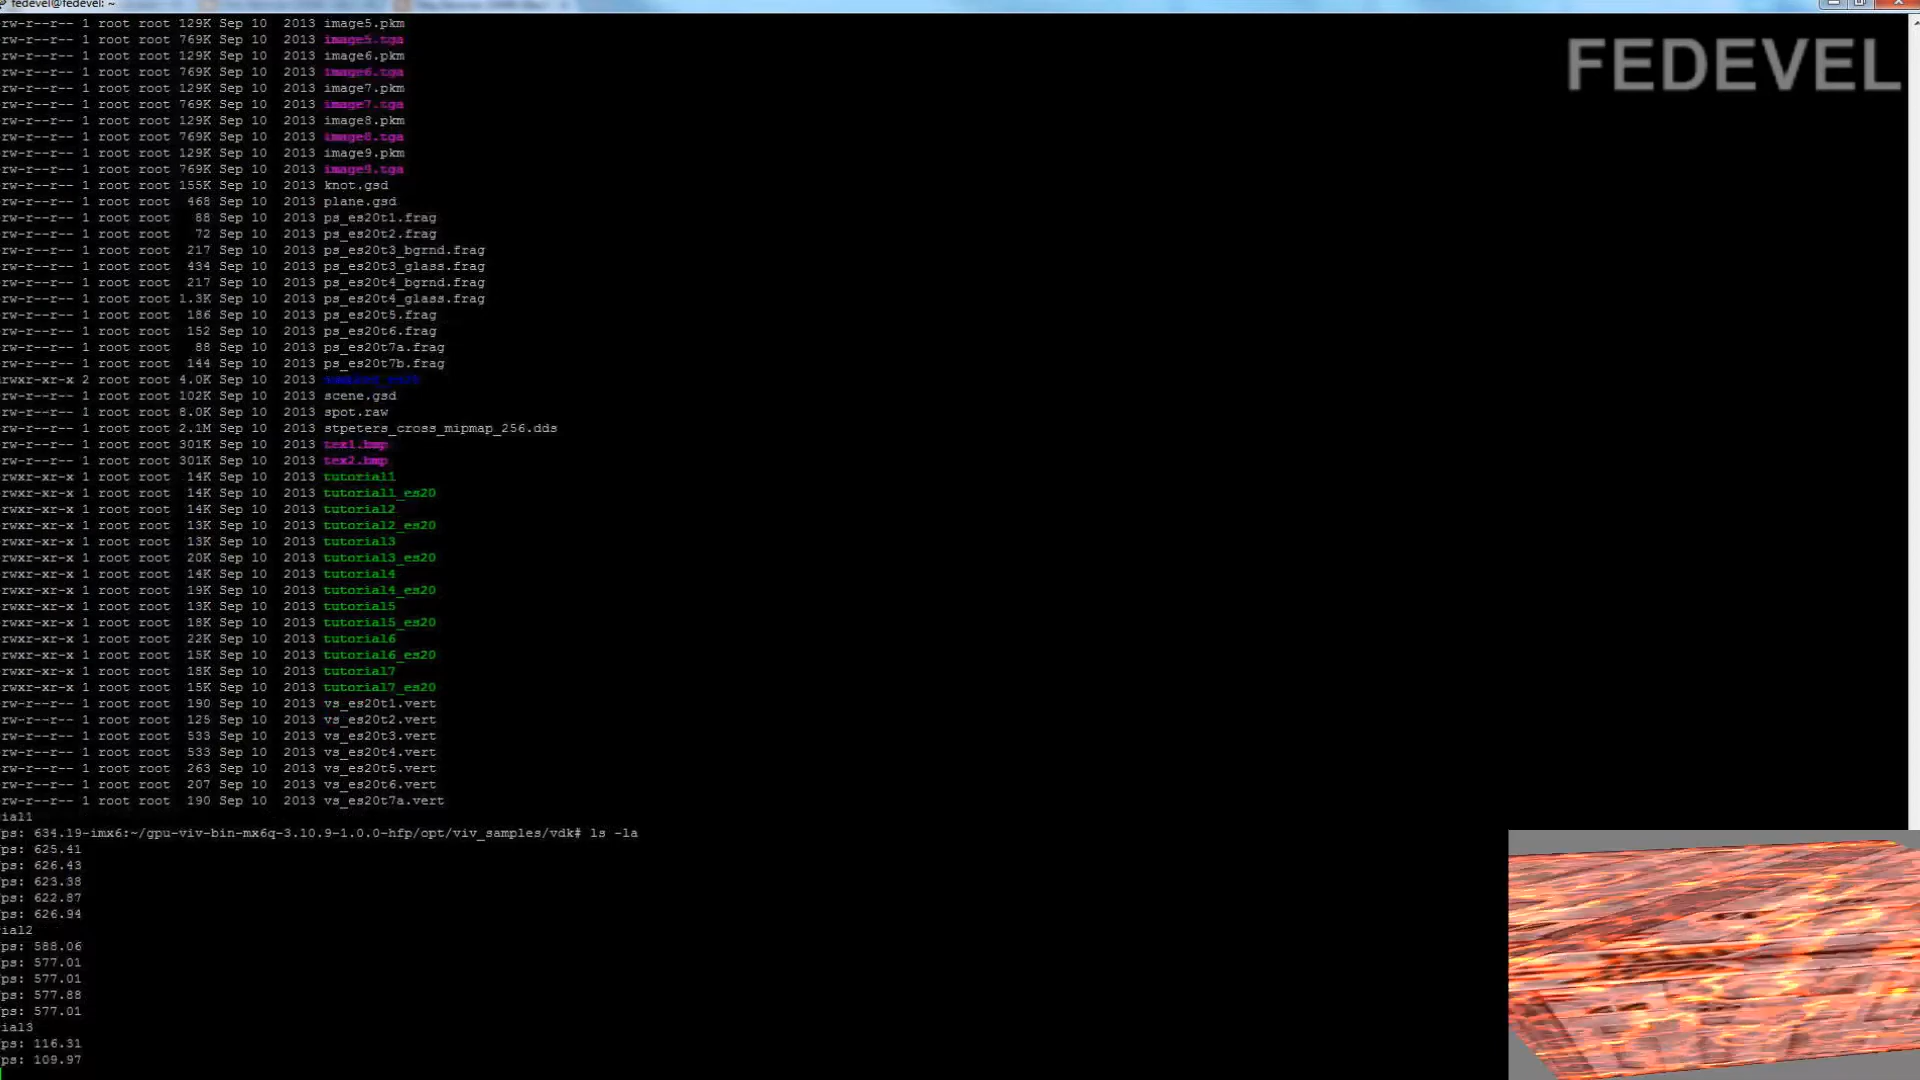 fedevel@fedevel: ~
FEDEVEL
rw-r--r-- 1 root root 129K Sep 10 2013 image5.pkm
rw-r--r-- 1 root root 769K Sep 10 2013 image5.tga
rw-r--r-- 1 root root 129K Sep 10 2013 image6.pkm
rw-r--r-- 1 root root 769K Sep 10 2013 image6.tga
rw-r--r-- 1 root root 129K Sep 10 2013 image7.pkm
rw-r--r-- 1 root root 769K Sep 10 2013 image7.tga
rw-r--r-- 1 root root 129K Sep 10 2013 image8.pkm
rw-r--r-- 1 root root 769K Sep 10 2013 image8.tga
rw-r--r-- 1 root root 129K Sep 10 2013 image9.pkm
rw-r--r-- 1 root root 769K Sep 10 2013 image9.tga
rw-r--r-- 1 root root 155K Sep 10 2013 knot.gsd
rw-r--r-- 1 root root 468 Sep 10 2013 plane.gsd
rw-r--r-- 1 root root 88 Sep 10 2013 ps_es20t1.frag
rw-r--r-- 1 root root 72 Sep 10 2013 ps_es20t2.frag
rw-r--r-- 1 root root 217 Sep 10 2013 ps_es20t3_bgrnd.frag
rw-r--r-- 1 root root 434 Sep 10 2013 ps_es20t3_glass.frag
rw-r--r-- 1 root root 217 Sep 10 2013 ps_es20t4_bgrnd.frag
rw-r--r-- 1 root root 1.3K Sep 10 2013 ps_es20t4_glass.frag
rw-r--r-- 1 root root 186 Sep 10 2013 ps_es20t5.frag
rw-r--r-- 1 root root 152 Sep 10 2013 ps_es20t6.frag
rw-r--r-- 1 root root 88 Sep 10 2013 ps_es20t7a.frag
rw-r--r-- 1 root root 144 Sep 10 2013 ps_es20t7b.frag
rwxr-xr-x 2 root root 4.0K Sep 10 2013
rw-r--r-- 1 root root 102K Sep 10 2013 scene.gsd
rw-r--r-- 1 root root 8.0K Sep 10 2013 spot.raw
rw-r--r-- 1 root root 2.1M Sep 10 2013 stpeters_cross_mipmap_256.dds
rw-r--r-- 1 root root 301K Sep 10 2013 tex1.bmp
rw-r--r-- 1 root root 301K Sep 10 2013 tex2.bmp
rwxr-xr-x 1 root root 14K Sep 10 2013 tutorial1
rwxr-xr-x 1 root root 14K Sep 10 2013 tutorial1_es20
rwxr-xr-x 1 root root 14K Sep 10 2013 tutorial2
rwxr-xr-x 1 root root 13K Sep 10 2013 tutorial2_es20
rwxr-xr-x 1 root root 13K Sep 10 2013 tutorial3
rwxr-xr-x 1 root root 20K Sep 10 2013 tutorial3_es20
rwxr-xr-x 1 root root 14K Sep 10 2013 tutorial4
rwxr-xr-x 1 root root 19K Sep 10 2013 tutorial4_es20
rwxr-xr-x 1 root root 13K Sep 10 2013 tutorial5
rwxr-xr-x 1 root root 18K Sep 10 2013 tutorial5_es20
rwxr-xr-x 1 root root 22K Sep 10 2013 tutorial6
rwxr-xr-x 1 root root 15K Sep 10 2013 tutorial6_es20
rwxr-xr-x 1 root root 18K Sep 10 2013 tutorial7
rwxr-xr-x 1 root root 15K Sep 10 2013 tutorial7_es20
rw-r--r-- 1 root root 190 Sep 10 2013 vs_es20t1.vert
rw-r--r-- 1 root root 125 Sep 10 2013 vs_es20t2.vert
rw-r--r-- 1 root root 533 Sep 10 2013 vs_es20t3.vert
rw-r--r-- 1 root root 533 Sep 10 2013 vs_es20t4.vert
rw-r--r-- 1 root root 263 Sep 10 2013 vs_es20t5.vert
rw-r--r-- 1 root root 207 Sep 10 2013 vs_es20t6.vert
rw-r--r-- 1 root root 190 Sep 10 2013 vs_es20t7a.vert
ial1
ps: 634.19-imx6:~/gpu-viv-bin-mx6q-3.10.9-1.0.0-hfp/opt/viv_samples/vdk# ls -la
ps: 625.41
ps: 626.43
ps: 623.38
ps: 622.87
ps: 626.94
ial2
ps: 588.06
ps: 577.01
ps: 577.01
ps: 577.88
ps: 577.01
ial3
ps: 116.31
ps: 109.97